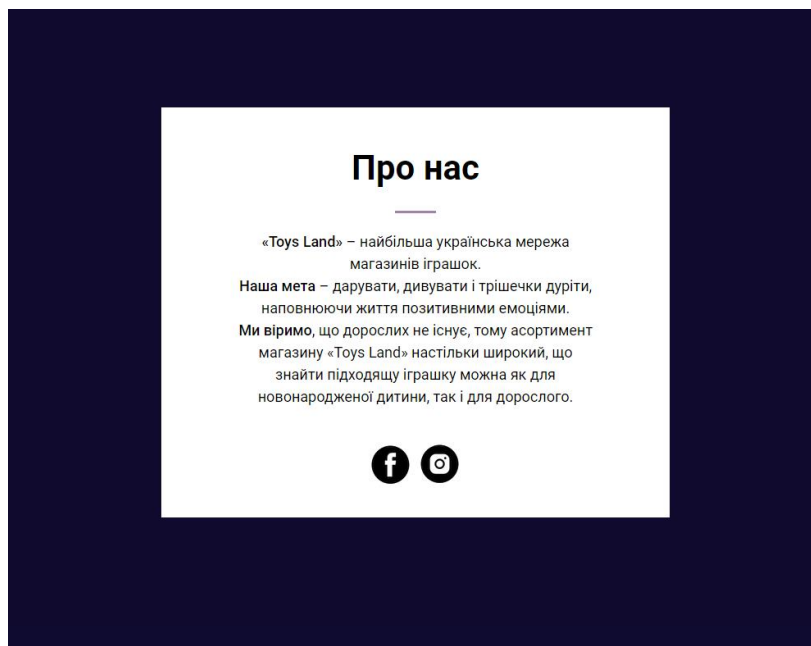 Про нас
«Toys Land» – найбільша українська мережа
магазинів іграшок.
Наша мета – дарувати, дивувати і трішечки дуріти,
наповнюючи життя позитивними емоціями.
Ми віримо, що дорослих не існує, тому асортимент
магазину «Toys Land» настільки широкий, що
знайти підходящу іграшку можна як для
новонародженої дитини, так і для дорослого.